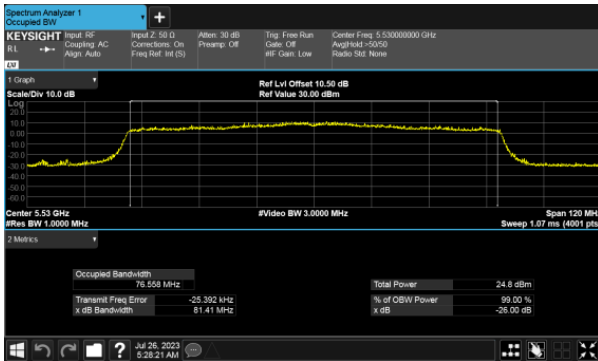 Spectrum Analyzer 1
Occupied BW
KEYSIGHT
RL
Input: RF
Coupling: AC
Align: Auto
Input Z: 50 Ω
Corrections: On
Freq Ref: Int (S)
Atten: 30 dB
Preamp: Off
Trig: Free Run
Gate: Off
#IF Gain: Low
Center Freq: 5.530000000 GHz
Avg|Hold:>50/50
Radio Std: None
LXI
1 Graph
Scale/Div 10.0 dB
Ref Lvl Offset 10.50 dB
Ref Value 30.00 dBm
Log
20.0
10.0
0.00
-10.0
-20.0
-30.0
-40.0
-50.0
-60.0
Center 5.53 GHz
#Video BW 3.0000 MHz
Span 120 MHz
#Res BW 1.0000 MHz
Sweep 1.07 ms (4001 pts)
2 Metrics
Occupied Bandwidth
76.558 MHz
Total Power 24.8 dBm
Transmit Freq Error -25.392 kHz
% of OBW Power 99.00 %
x dB Bandwidth 81.41 MHz
x dB -26.00 dB
?
Jul 26, 2023
5:28:21 AM